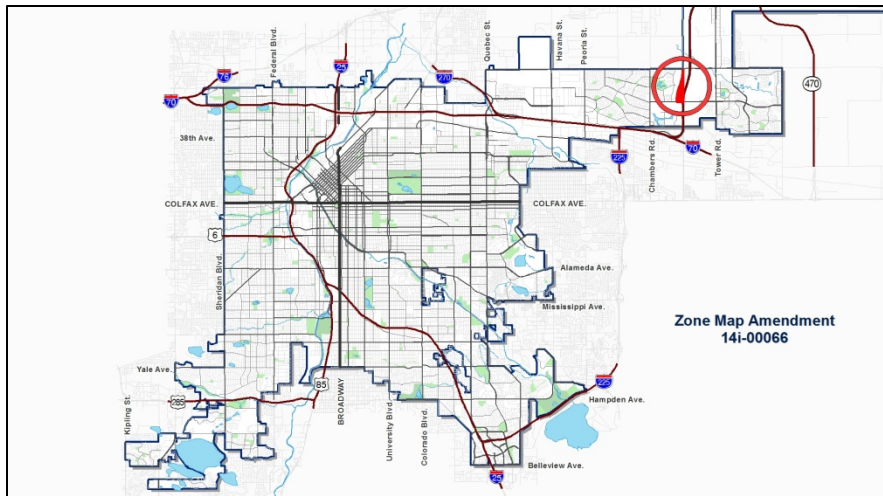 Federal Blvd.
Quebec St.
Havana St.
Peoria St.
76
25
270
70
470
38th Ave.
225
Chambers Rd.
70
Tower Rd.
COLFAX AVE.
COLFAX AVE.
6
Sheridan Blvd.
Alameda Ave.
Mississippi Ave.
Zone Map Amendment
14i-00066
Yale Ave.
85
225
Kipling St.
285
BROADWAY
University Blvd.
Colorado Blvd.
Hampden Ave.
Belleview Ave.
25